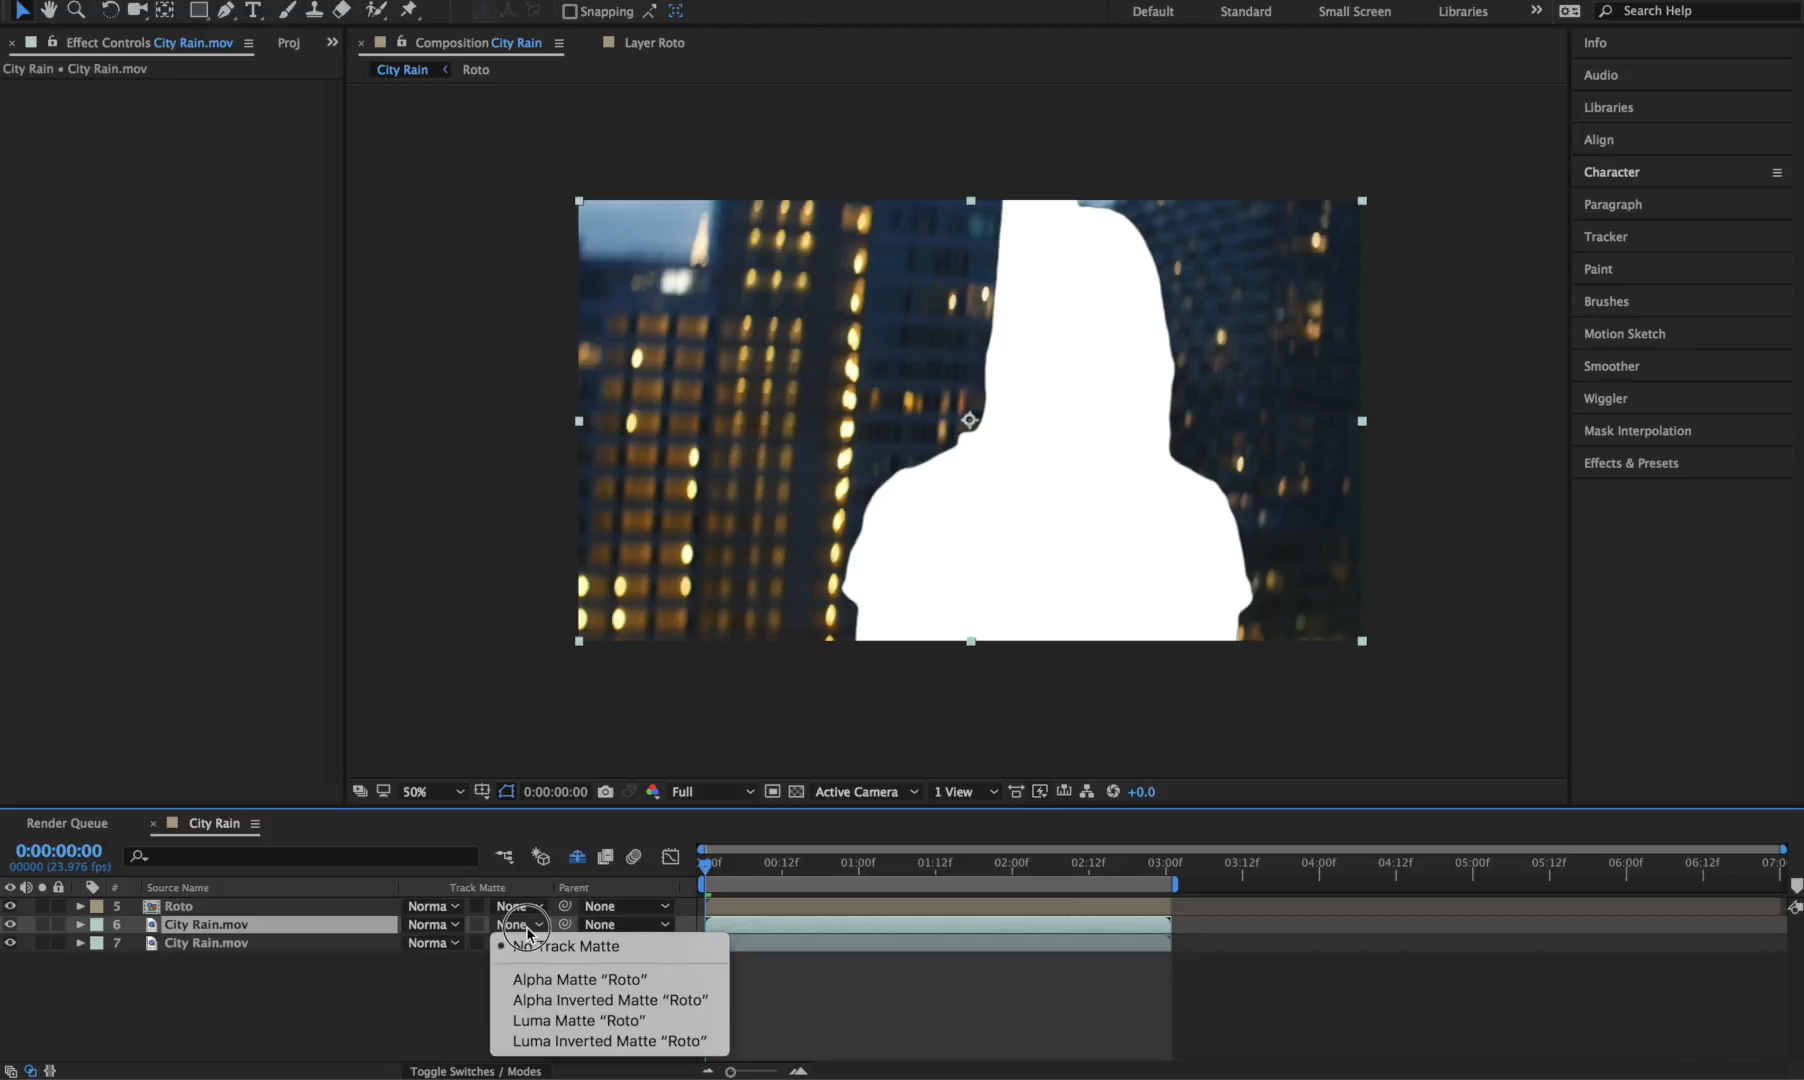 Snapping
Default
Standard
Small Screen
Libraries
Search Help
Effect Controls City Rain.mov
Proj
Composition City Rain
Layer Roto
City Rain • City Rain.mov
City Rain
Roto
Info
Audio
Libraries
Align
Character
Paragraph
Tracker
Paint
Brushes
Motion Sketch
Smoother
Wiggler
Mask Interpolation
Effects & Presets
50%
0:00:00:00
Full
Active Camera
1 View
+0.0
Render Queue
City Rain
0:00:00:00
00000 (23.976 fps)
:00f 00:12f 01:00f 01:12f 02:00f 02:12f 03:00f 03:12f 04:00f 04:12f 05:00f 05:12f 06:00f 06:12f 07:0
# Source Name Track Matte Parent
5 Roto Norma None None
6 City Rain.mov Norma None None
7 City Rain.mov Norma
No Track Matte
Alpha Matte “Roto”
Alpha Inverted Matte “Roto”
Luma Matte “Roto”
Luma Inverted Matte “Roto”
Toggle Switches / Modes